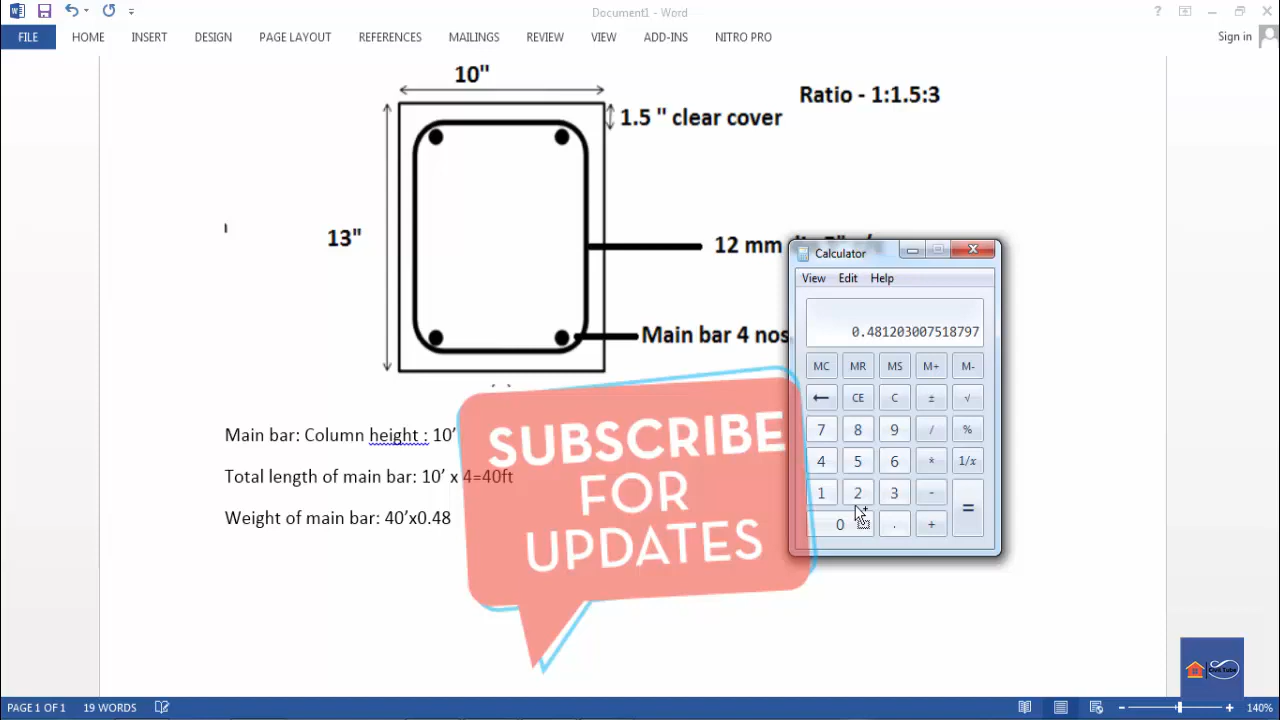 Document1 - Word
FILE HOME INSERT DESIGN PAGE LAYOUT REFERENCES MAILINGS REVIEW VIEW ADD-INS NITRO PRO Sign in
10"
Ratio - 1:1.5:3
1.5 " clear cover
13"
12 mm
Main bar 4 nos
Calculator
View Edit Help
0.481203007518797
MC MR MS M+ M-
← CE C ± √
7 8 9 / %
4 5 6 * 1/x
1 2 3 - =
0 . +
Main bar: Column height : 10’
Total length of main bar: 10’ x 4=40ft
Weight of main bar: 40’x0.48
SUBSCRIBE
FOR
UPDATES
PAGE 1 OF 1 19 WORDS 140%